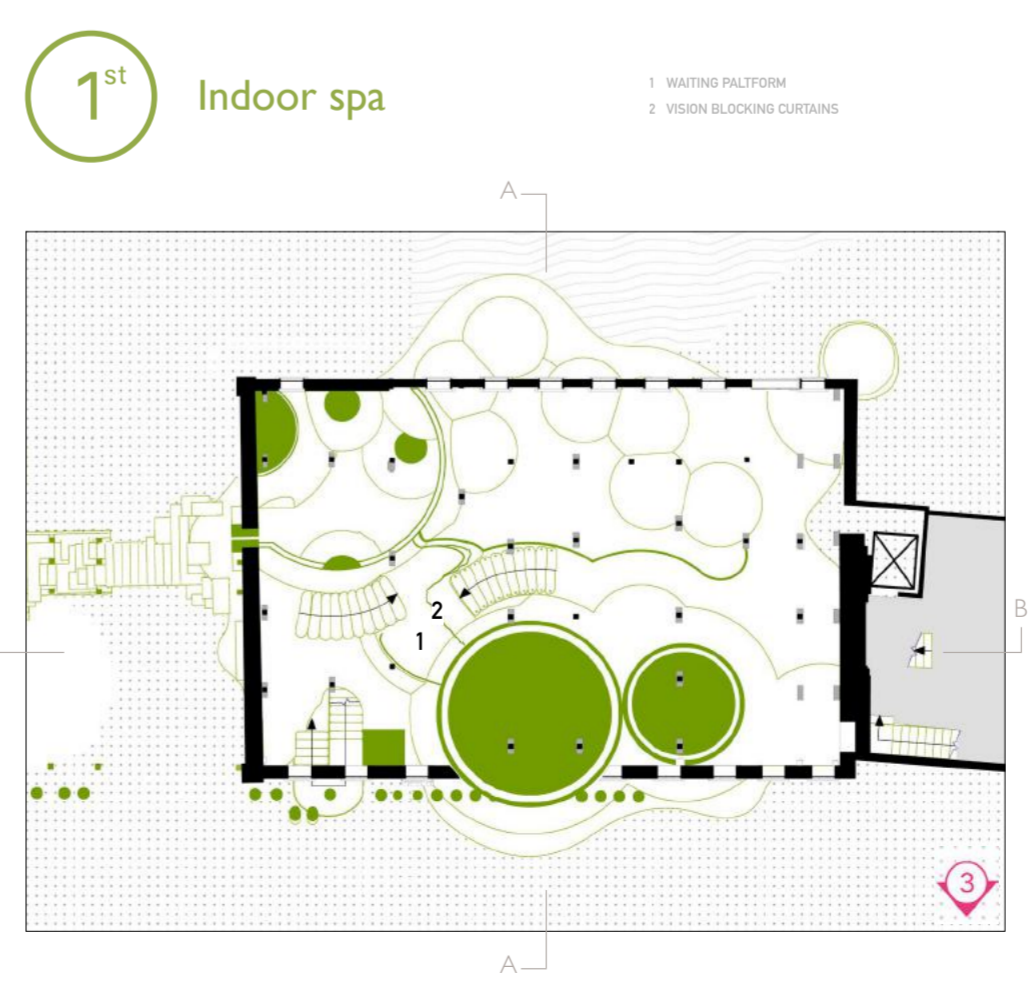 1st Indoor spa
1 WAITING PALTFORM
2 VISION BLOCKING CURTAINS
A
B
2
1
3
A